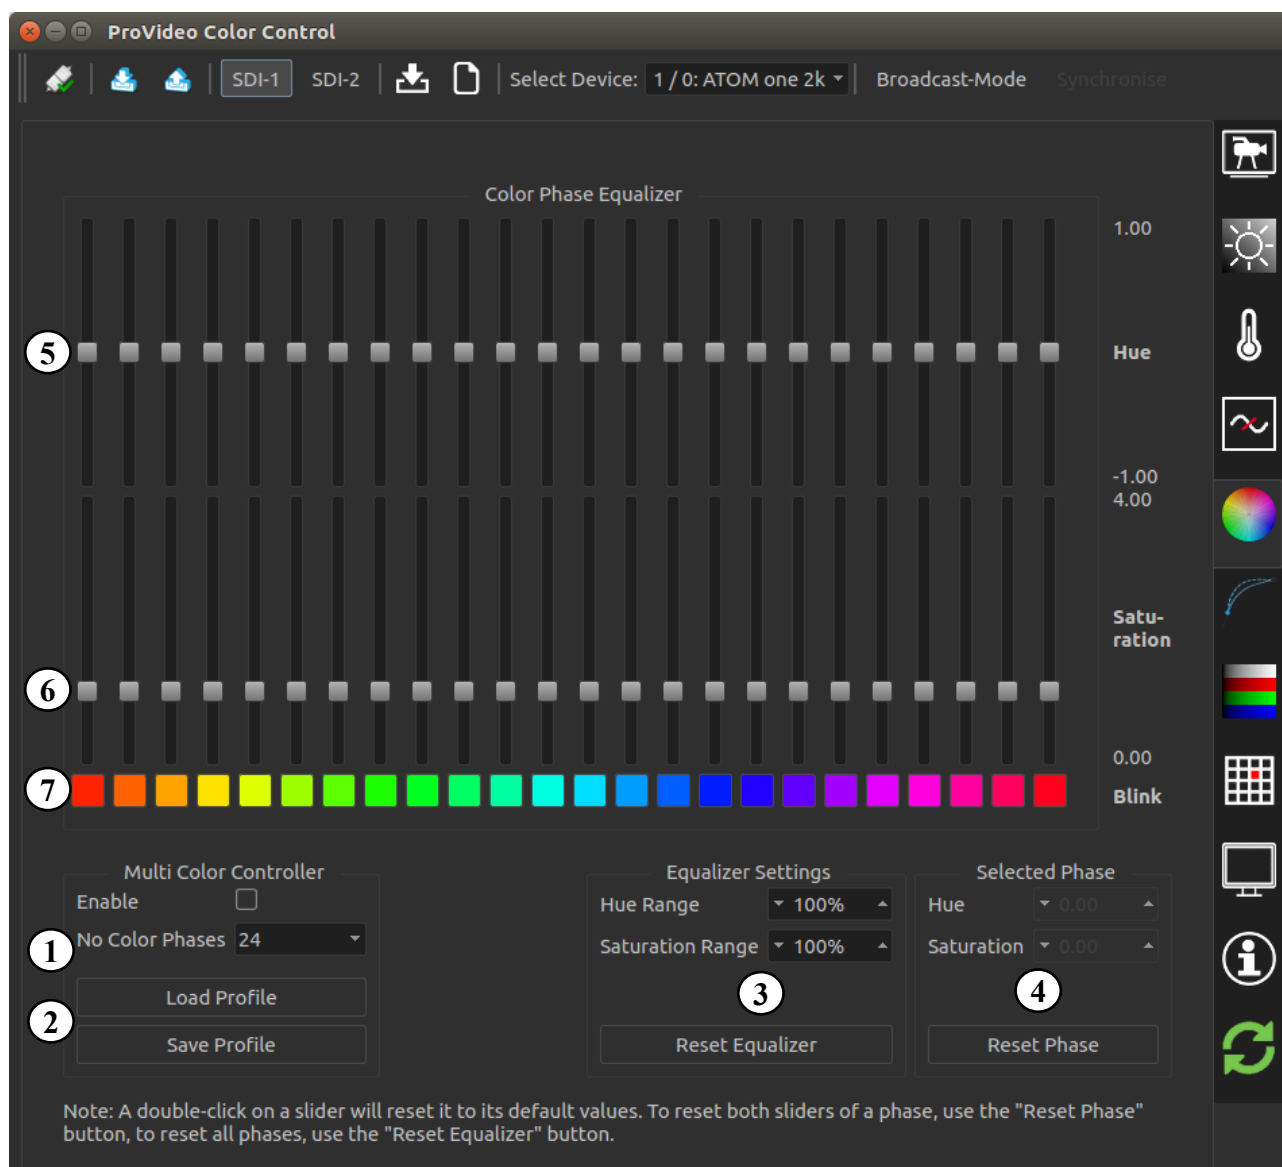 ProVideo Color Control
SDI-1 SDI-2 Select Device: 1 / 0: ATOM one 2k Broadcast-Mode Synchronise
Color Phase Equalizer
1.00
5 Hue
-1.00
4.00
Satu-
ration
6
0.00
7 Blink
Multi Color Controller
Enable
1 No Color Phases 24
2 Load Profile
Save Profile
Equalizer Settings
Hue Range 100%
Saturation Range 100%
3
Reset Equalizer
Selected Phase
Hue 0.00
Saturation 0.00
4
Reset Phase
Note: A double-click on a slider will reset it to its default values. To reset both sliders of a phase, use the "Reset Phase"
button, to reset all phases, use the "Reset Equalizer" button.